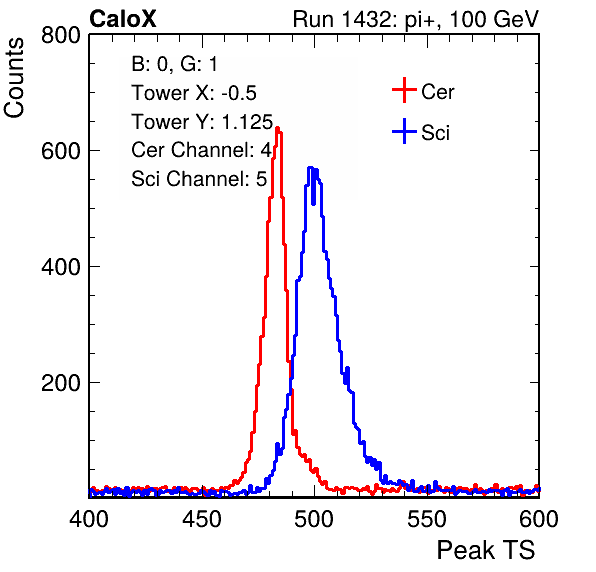 CaloX Run 1432: pi+, 100 GeV
Counts
800
600
400
200
B: 0, G: 1
Tower X: -0.5
Tower Y: 1.125
Cer Channel: 4
Sci Channel: 5
Cer
Sci
400 450 500 550 600
Peak TS